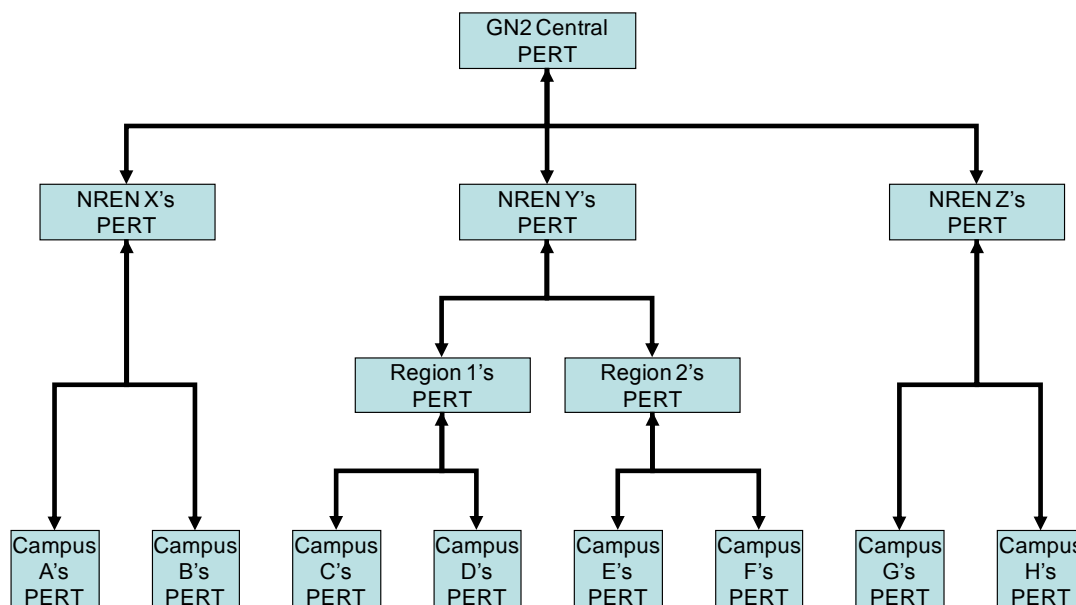 GN2 Central
PERT
NREN X’s
PERT
NREN Y’s
PERT
NREN Z’s
PERT
Region 1’s
PERT
Region 2’s
PERT
Campus
A’s
PERT
Campus
B’s
PERT
Campus
C’s
PERT
Campus
D’s
PERT
Campus
E’s
PERT
Campus
F’s
PERT
Campus
G’s
PERT
Campus
H’s
PERT